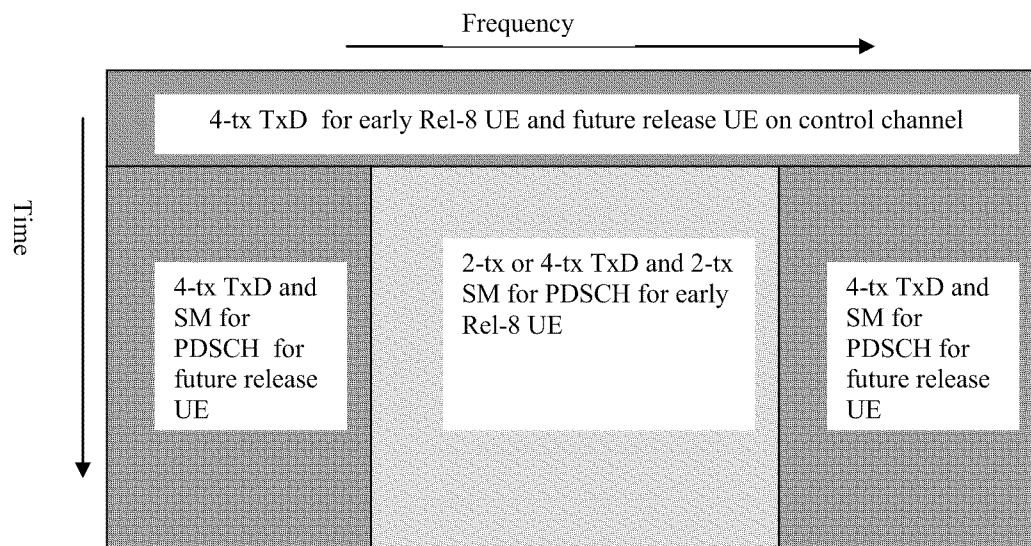 Frequency
4-tx TxD for early Rel-8 UE and future release UE on control channel
Time
4-tx TxD and
SM for
PDSCH for
future release
UE
2-tx or 4-tx TxD and 2-tx
SM for PDSCH for early
Rel-8 UE
4-tx TxD and
SM for
PDSCH for
future release
UE